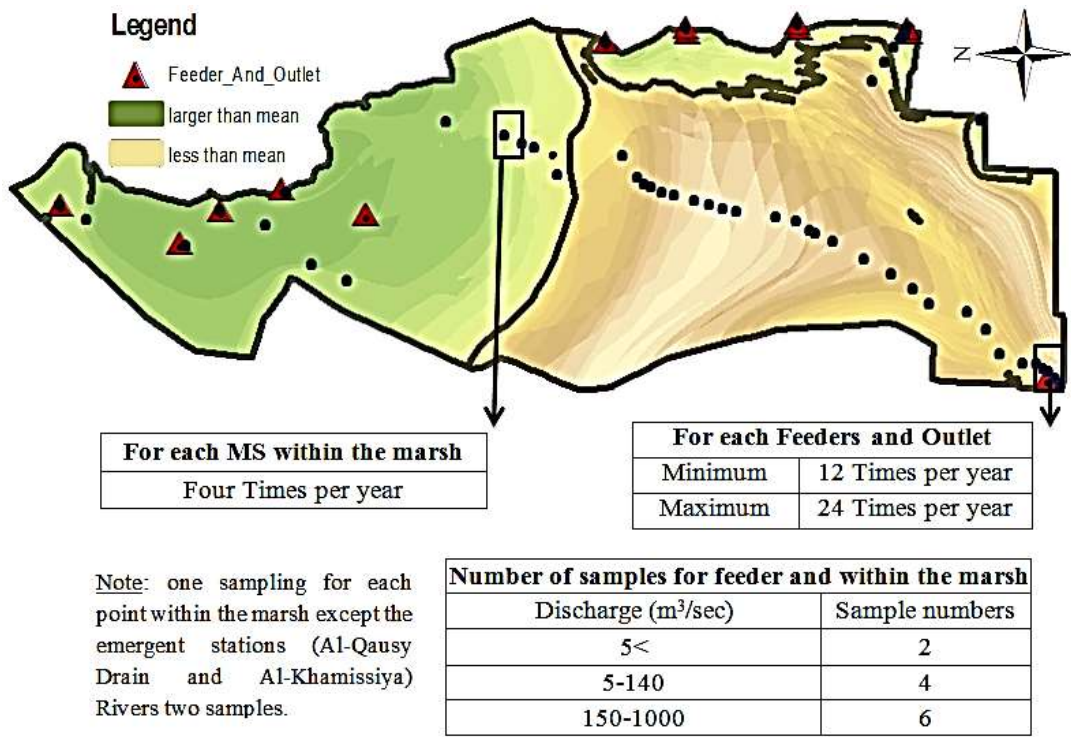 Legend
Feeder_And_Outlet
larger than mean
less than mean
N
For each MS within the marsh
Four Times per year
For each Feeders and Outlet
Minimum 12 Times per year
Maximum 24 Times per year
Note: one sampling for each
point within the marsh except the
emergent stations (Al-Qausy
Drain and Al-Khamissiya)
Rivers two samples.
Number of samples for feeder and within the marsh
Discharge (m³/sec) Sample numbers
5< 2
5-140 4
150-1000 6